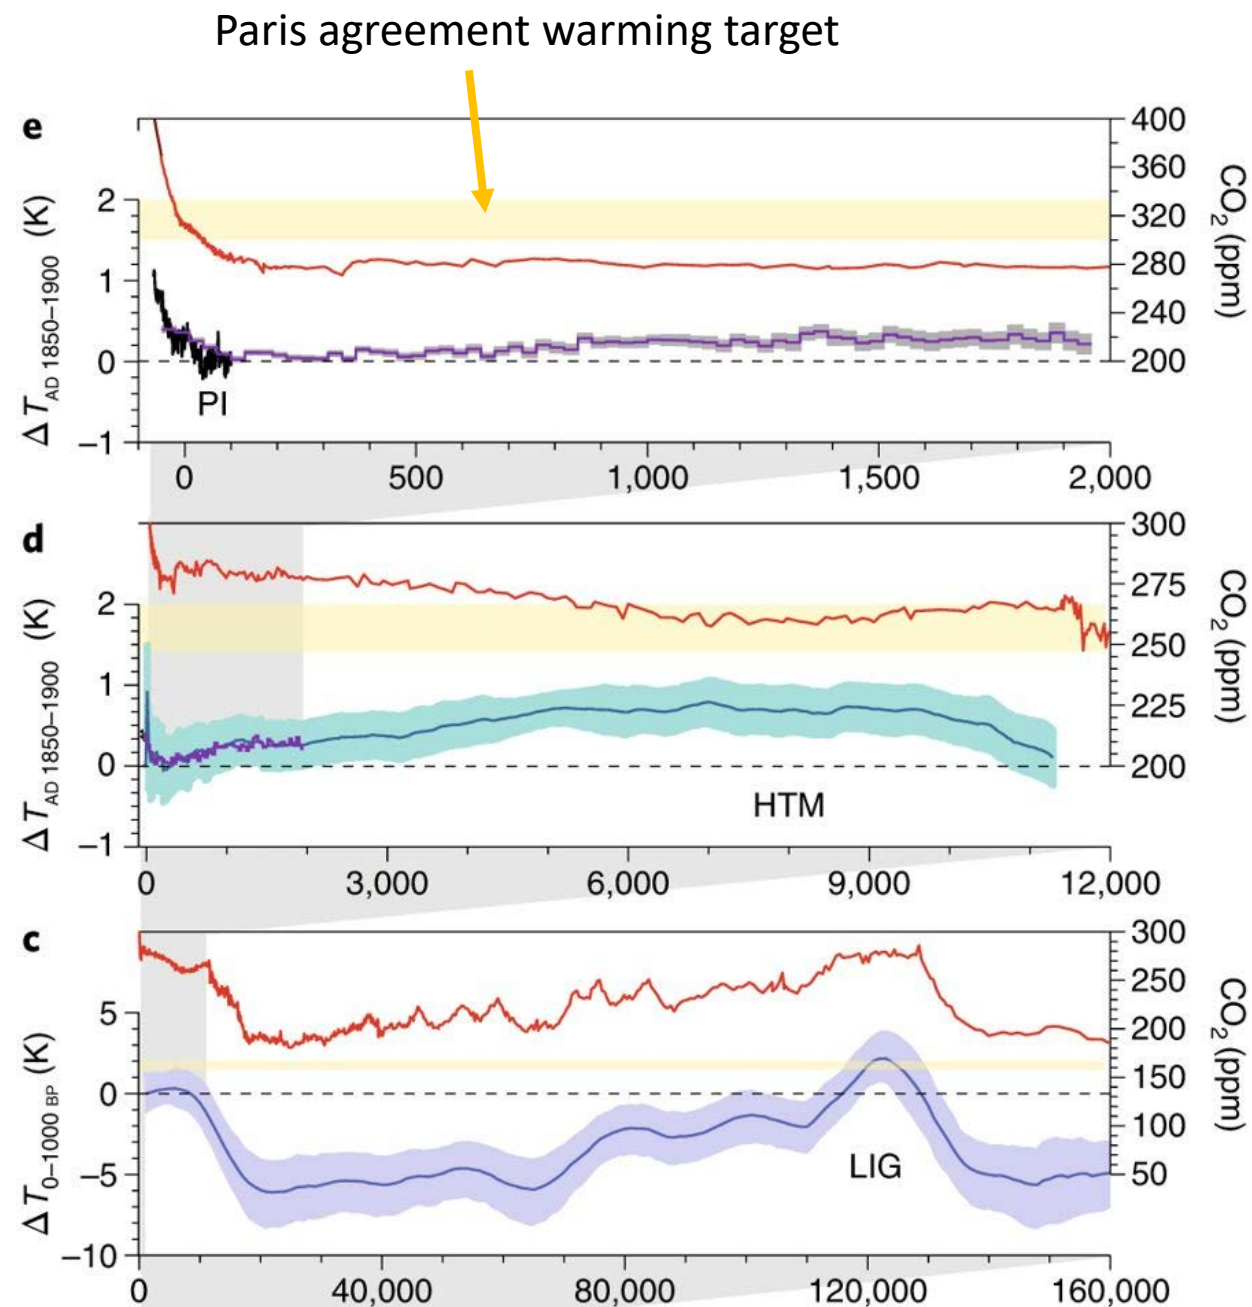 Paris agreement warming target
e
400
360
320
280
240
200
CO2 (ppm)
2
1
0
−1
Δ T AD 1850–1900 (K)
PI
0 500 1,000 1,500 2,000
d
300
275
250
225
200
CO2 (ppm)
2
1
0
−1
Δ T AD 1850–1900 (K)
HTM
0 3,000 6,000 9,000 12,000
c
300
250
200
150
100
50
CO2 (ppm)
5
0
−5
−10
Δ T 0–1000 BP (K)
LIG
0 40,000 80,000 120,000 160,000